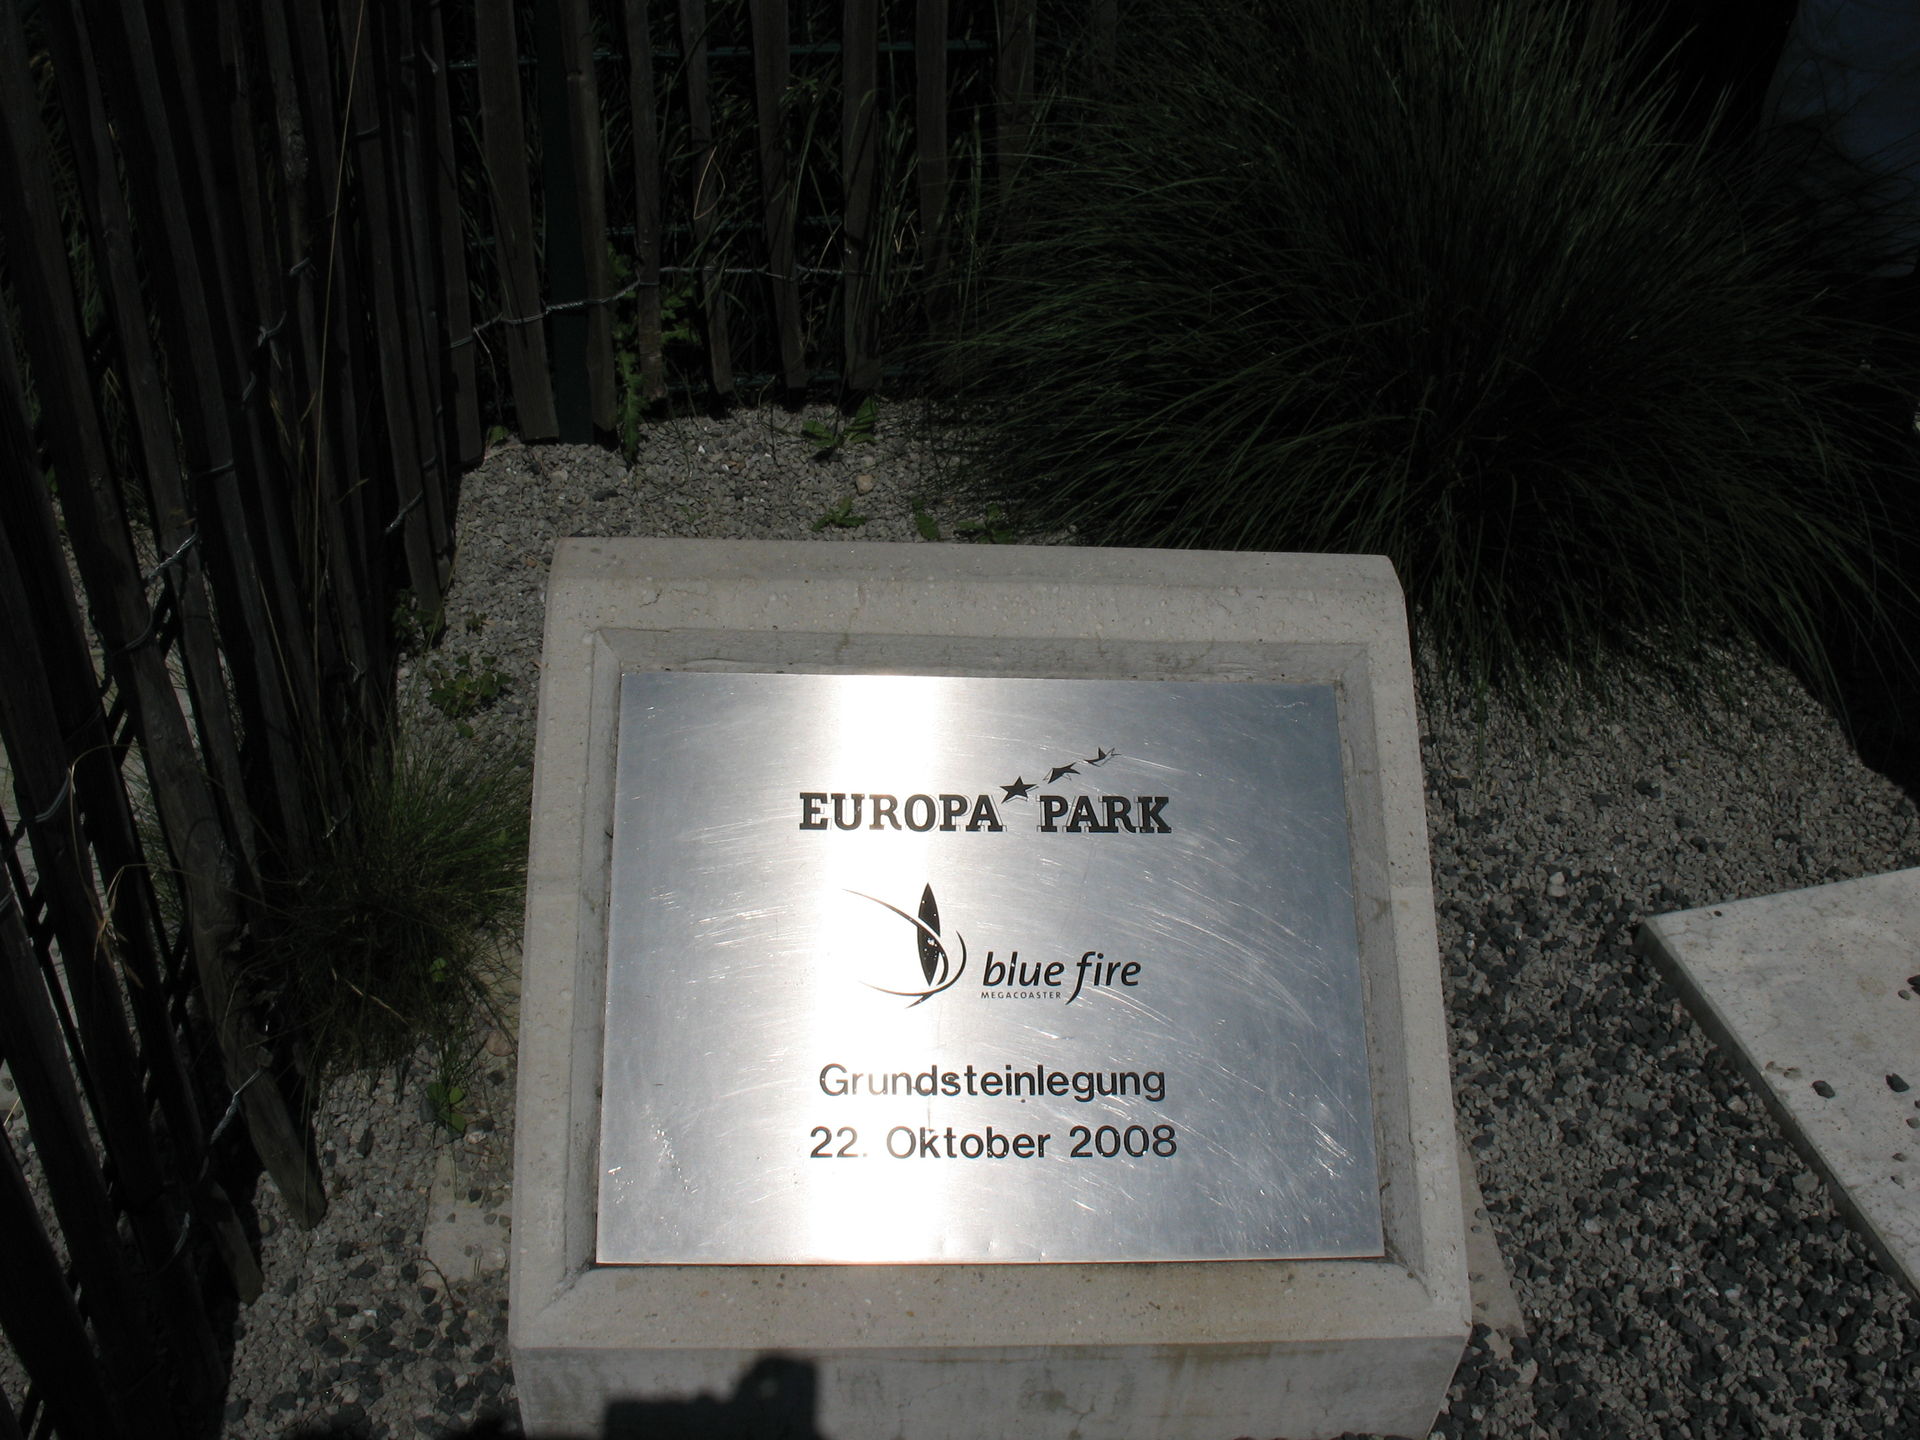 EUROPA PARK
blue fire
MEGACOASTER
Grundsteinlegung
22. Oktober 2008